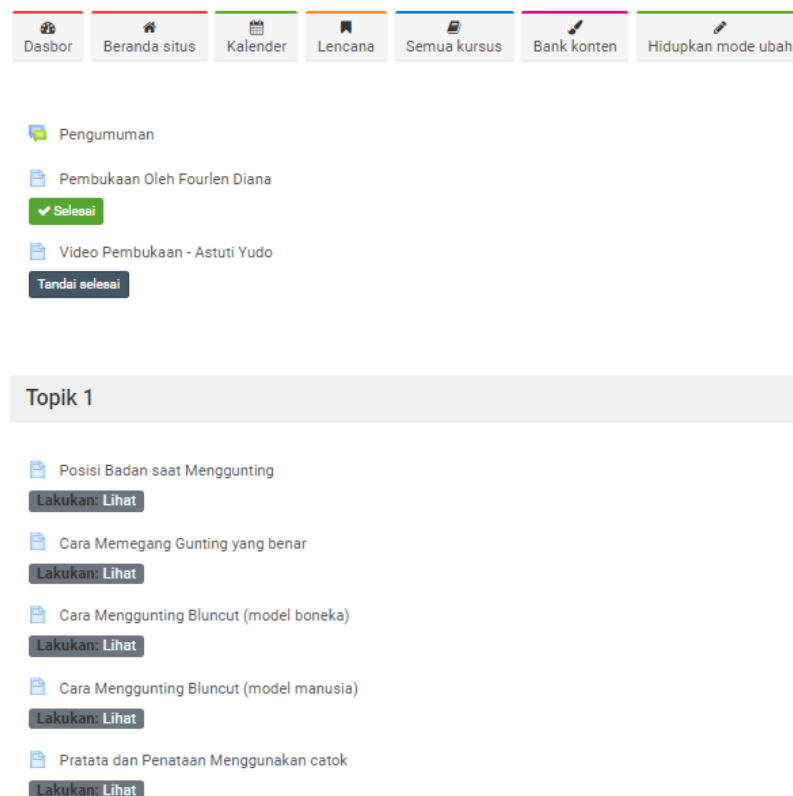 Dasbor
Beranda situs
Kalender
Lencana
Semua kursus
Bank konten
Hidupkan mode ubah
Pengumuman
Pembukaan Oleh Fourlen Diana
Selesai
Video Pembukaan - Astuti Yudo
Tandai selesai
Topik 1
Posisi Badan saat Menggunting
Lakukan: Lihat
Cara Memegang Gunting yang benar
Lakukan: Lihat
Cara Menggunting Bluncut (model boneka)
Lakukan: Lihat
Cara Menggunting Bluncut (model manusia)
Lakukan: Lihat
Pratata dan Penataan Menggunakan catok
Lakukan: Lihat